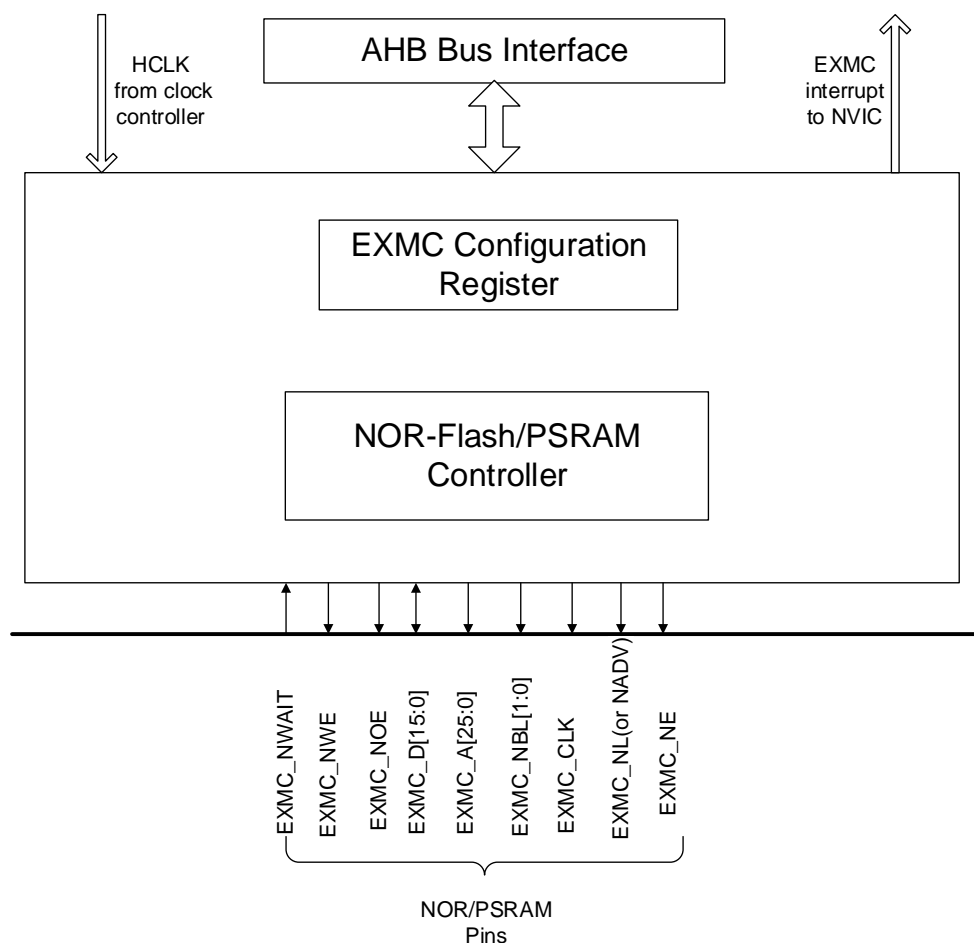 HCLK
from clock
controller
AHB Bus Interface
EXMC
interrupt
to NVIC
EXMC Configuration
Register
NOR-Flash/PSRAM
Controller
EXMC_NWAIT
EXMC_NWE
EXMC_NOE
EXMC_D[15:0]
EXMC_A[25:0]
EXMC_NBL[1:0]
EXMC_CLK
EXMC_NL(or NADV)
EXMC_NE
NOR/PSRAM
Pins